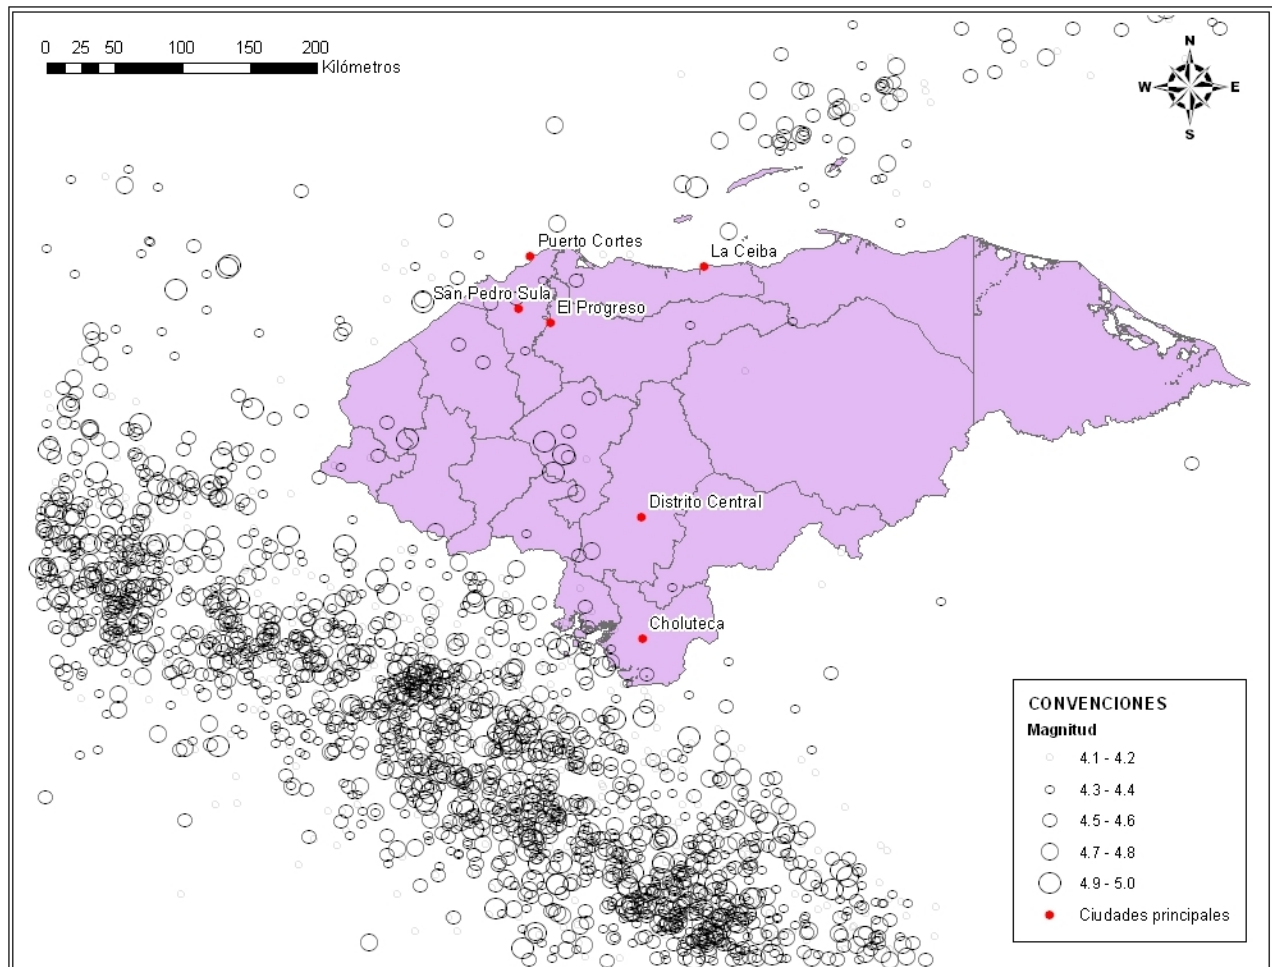 0 25 50 100 150 200
Kilómetros
N
W E
S
Puerto Cortes
La Ceiba
San Pedro Sula
El Progreso
Distrito Central
Choluteca
CONVENCIONES
Magnitud
4.1 - 4.2
4.3 - 4.4
4.5 - 4.6
4.7 - 4.8
4.9 - 5.0
Ciudades principales